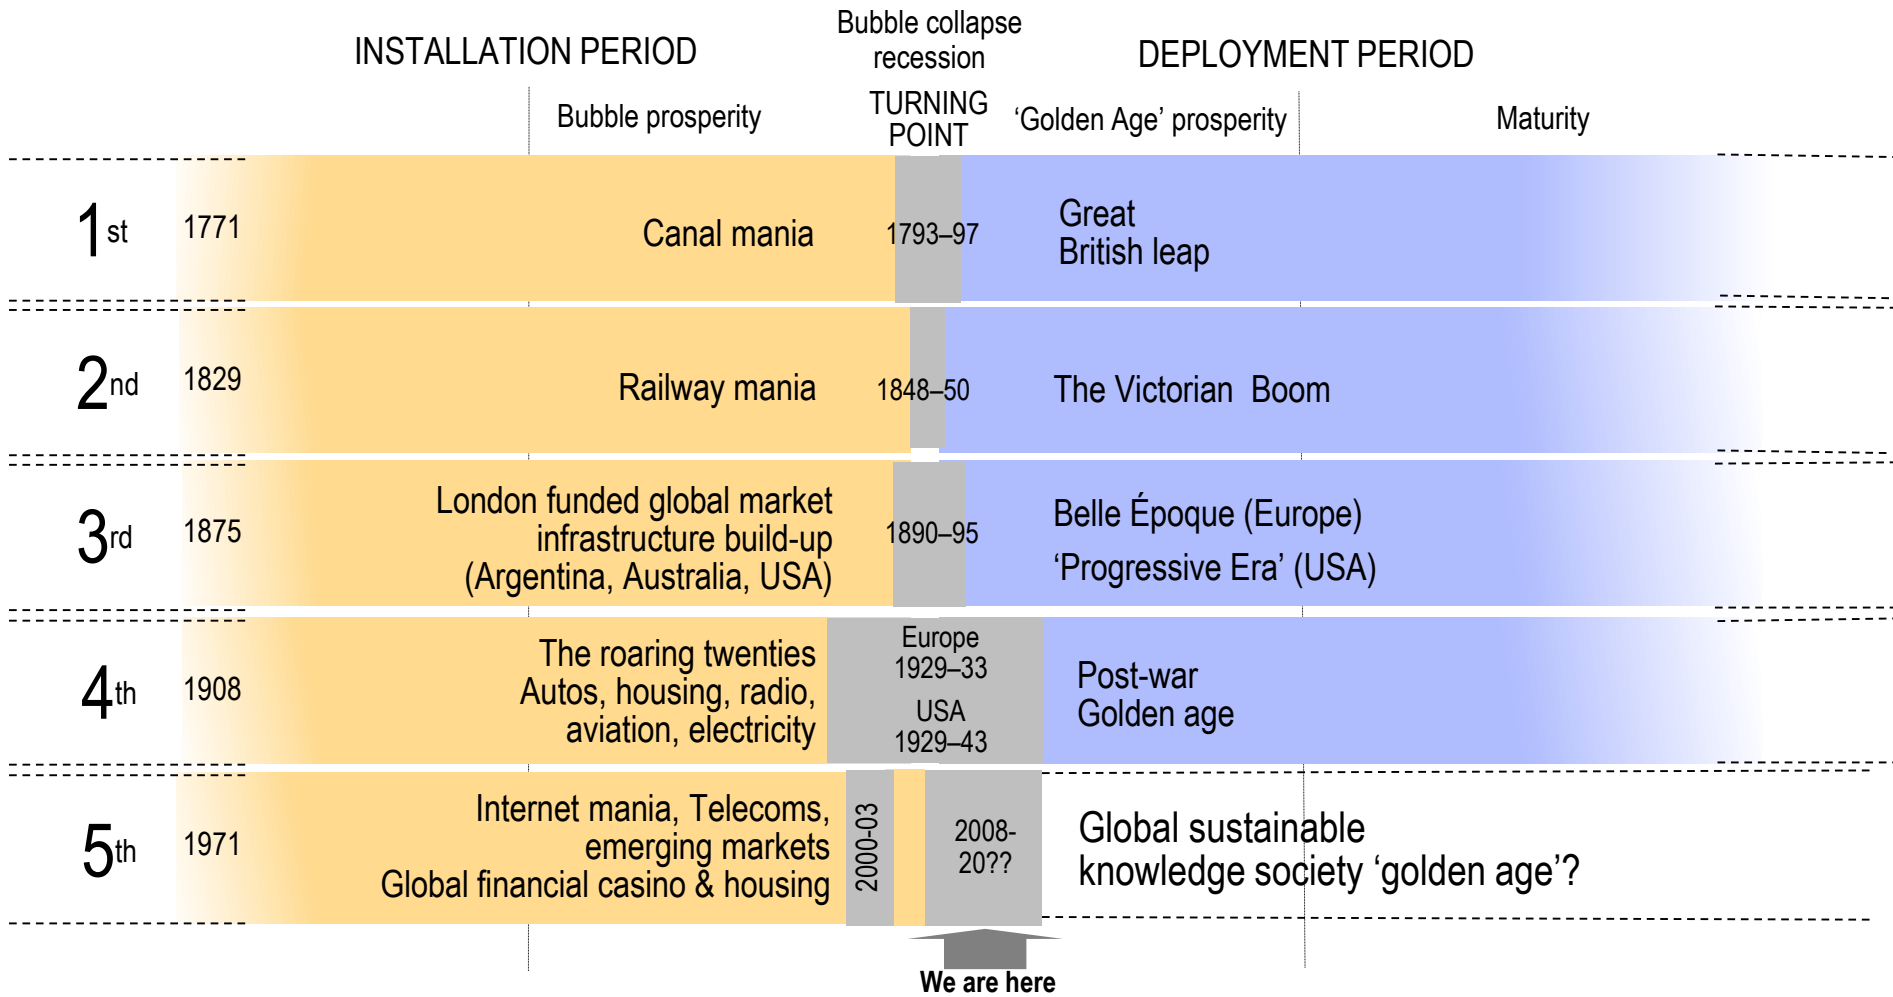 Bubble collapse
recession
INSTALLATION PERIOD
DEPLOYMENT PERIOD
Bubble prosperity
TURNING
POINT
‘Golden Age’ prosperity
Maturity
1st
1771
Canal mania
1793–97
Great
British leap
2nd
1829
Railway mania
1848–50
The Victorian Boom
3rd
1875
London funded global market
infrastructure build-up
(Argentina, Australia, USA)
1890–95
Belle Époque (Europe)
‘Progressive Era’ (USA)
4th
1908
The roaring twenties
Autos, housing, radio,
aviation, electricity
Europe
1929–33
USA
1929–43
Post-war
Golden age
5th
1971
Internet mania, Telecoms,
emerging markets
Global financial casino & housing
2000-03
2008-
20??
Global sustainable
knowledge society ‘golden age’?
We are here